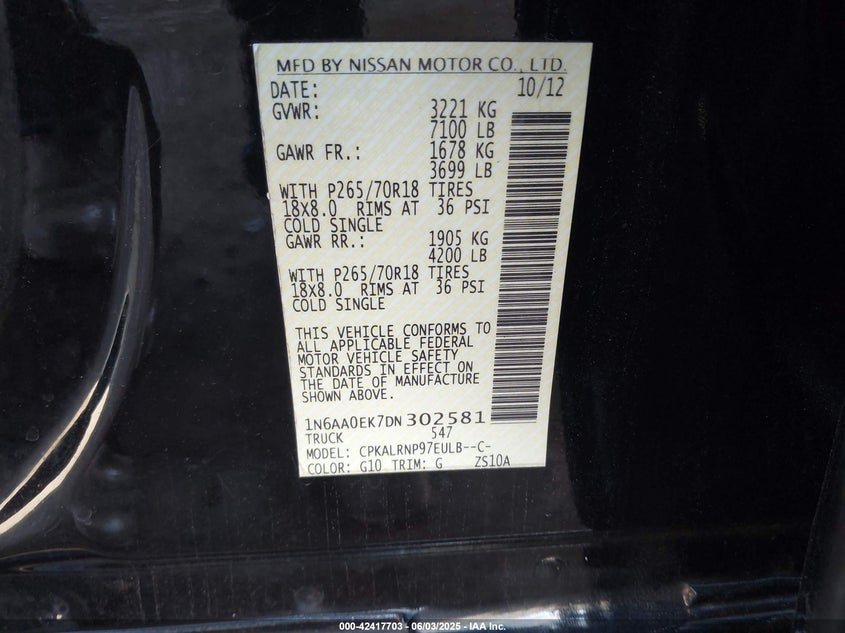 MFD BY NISSAN MOTOR CO., LTD.
DATE: 10/12
GVWR: 3221 KG
7100 LB
GAWR FR.: 1678 KG
3699 LB
WITH P265/70R18 TIRES
18X8.0 RIMS AT 36 PSI
COLD SINGLE
GAWR RR.: 1905 KG
4200 LB
WITH P265/70R18 TIRES
18X8.0 RIMS AT 36 PSI
COLD SINGLE
THIS VEHICLE CONFORMS TO
ALL APPLICABLE FEDERAL
MOTOR VEHICLE SAFETY
STANDARDS IN EFFECT ON
THE DATE OF MANUFACTURE
SHOWN ABOVE.
1N6AA0EK7DN302581
TRUCK 547
MODEL: CPKALRNP97EULB--C-
COLOR: G10 TRIM: G ZS10A
000-42417703 - 06/03/2025 - IAA Inc.